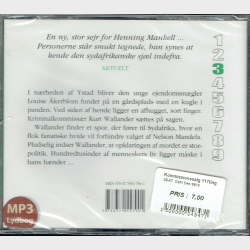 En ny, stor sejr for Henning Mankell ...
Personerne står smukt tegnede, han synes at
kende den sydafrikanske sjæl indefra.
AKTUELT
I nærheden af Ystad bliver den unge ejendomsmægler
Louise Åkerblom fundet på en gårdsplads med en kugle i
panden. Ved siden af hende ligger en afhugget, sort finger.
Kriminalkommissær Kurt Wallander sættes på sagen.
Wallander finder et spor, der fører til Sydafrika, hvor en
flok fanatiske hvide til forbindre valget af Nelson Mandela.
Pludselig indser Wallander, at opklaringen af mordet er stor-
politik. Hundredtusinder af menneskers liv ligger måske i
hans hænder ...
1
2
3
4
5
6
7
8
9
MP3
Lydbog
Kommissionssalg
PRIS : 7,00